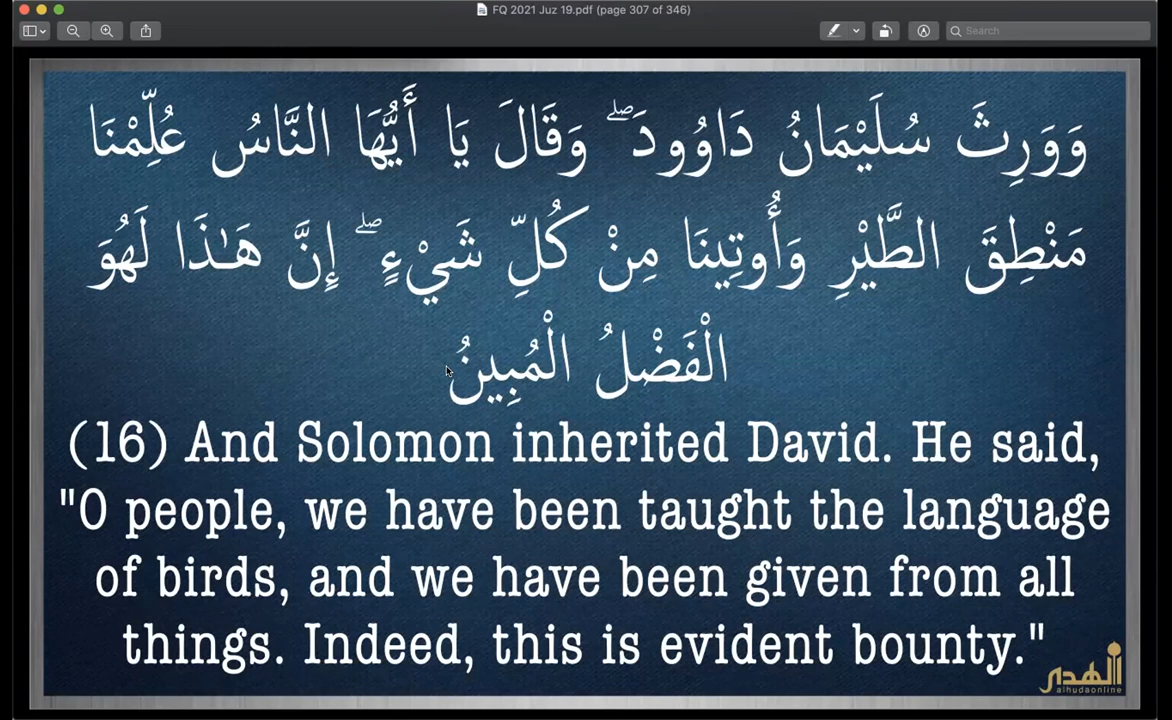 FQ 2021 Juz 19.pdf (page 307 of 346)
Search
وَوَرِثَ سُلَيْمَانُ دَاوُودَ ۖ وَقَالَ يَا أَيُّهَا النَّاسُ عُلِّمْنَا
مَنْطِقَ الطَّيْرِ وَأُوتِينَا مِنْ كُلِّ شَيْءٍ ۖ إِنَّ هَـٰذَا لَهُوَ
الْفَضْلُ الْمُبِينُ
(16) And Solomon inherited David. He said,
"O people, we have been taught the language
of birds, and we have been given from all
things. Indeed, this is evident bounty."
الهدى
alhudaonline